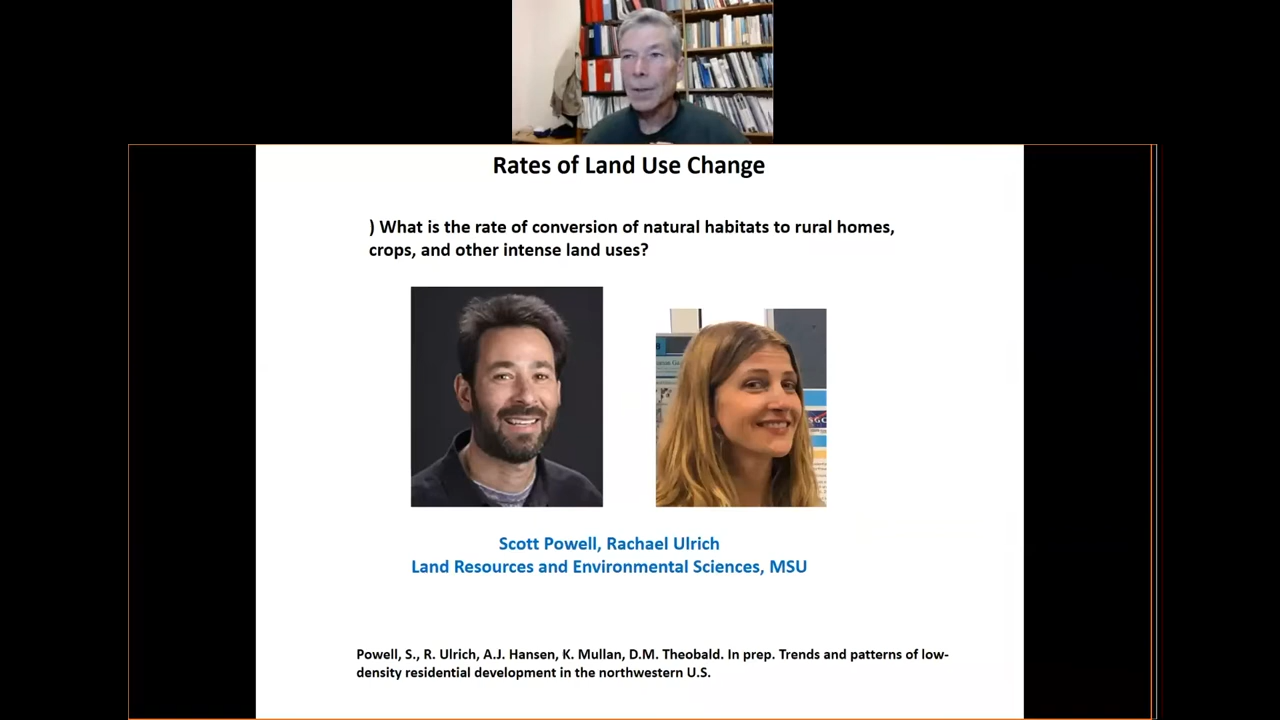 Rates of Land Use Change
) What is the rate of conversion of natural habitats to rural homes,
crops, and other intense land uses?
Scott Powell, Rachael Ulrich
Land Resources and Environmental Sciences, MSU
Powell, S., R. Ulrich, A.J. Hansen, K. Mullan, D.M. Theobald. In prep. Trends and patterns of low-
density residential development in the northwestern U.S.